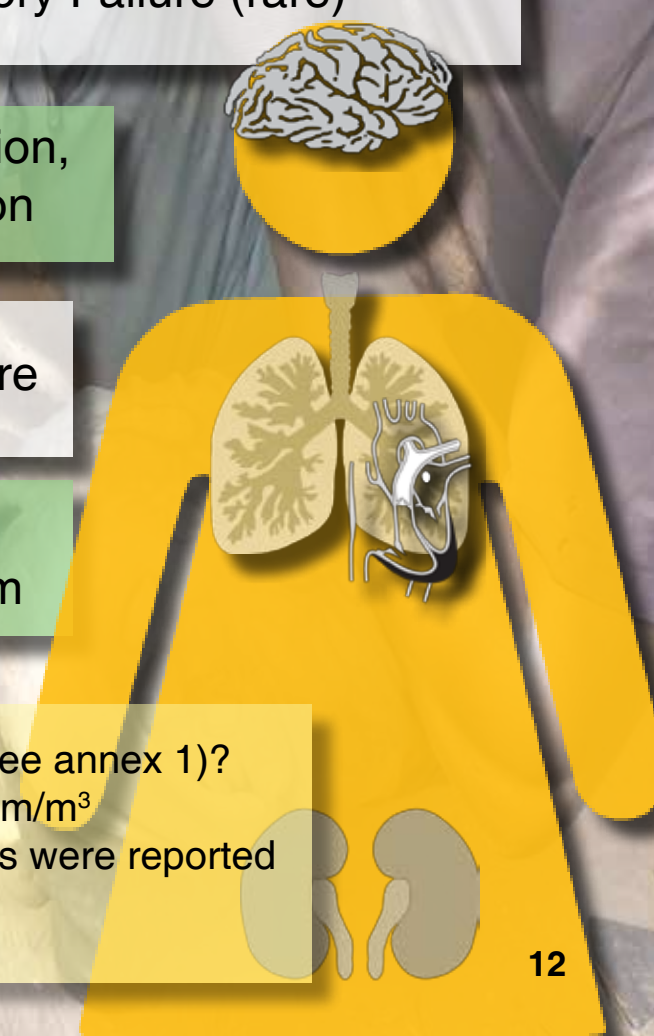 ory Failure (rare)
ion,
on
re
m
ee annex 1)?
m/m³
s were reported
12